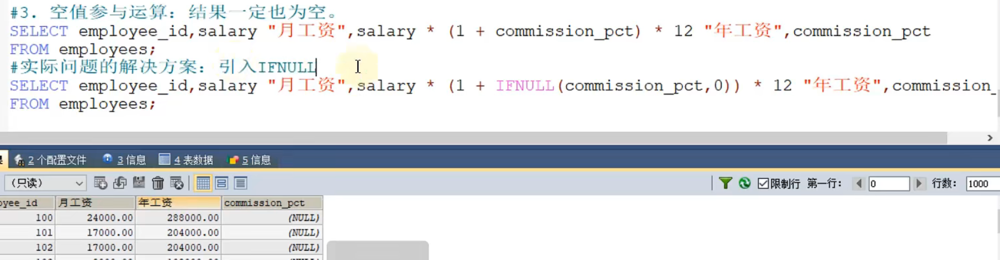 #3. 空值参与运算：结果一定也为空。
SELECT employee_id,salary "月工资",salary * (1 + commission_pct) * 12 "年工资",commission_pct
FROM employees;
#实际问题的解决方案：引入IFNULL
SELECT employee_id,salary "月工资",salary * (1 + IFNULL(commission_pct,0)) * 12 "年工资",commission_
FROM employees;
2 个配置文件 3 信息 4 表数据 5 信息
（只读） 限制行 第一行： 0 行数： 1000
oyee_id 月工资 年工资 commission_pct
100 24000.00 288000.00 (NULL)
101 17000.00 204000.00 (NULL)
102 17000.00 204000.00 (NULL)